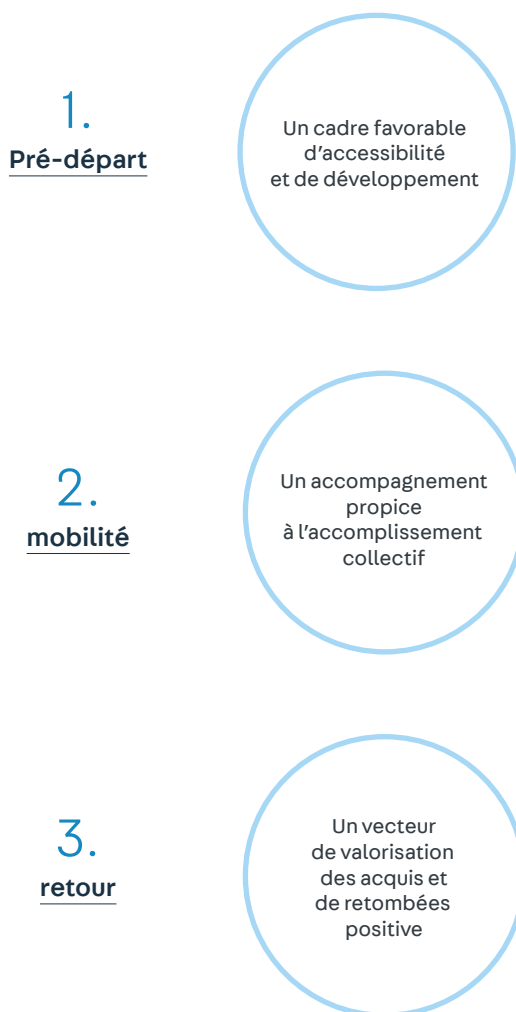 1.
Pré-départ
Un cadre favorable
d’accessibilité
et de développement
2.
mobilité
Un accompagnement
propice
à l’accomplissement
collectif
3.
retour
Un vecteur
de valorisation
des acquis et
de retombées
positive